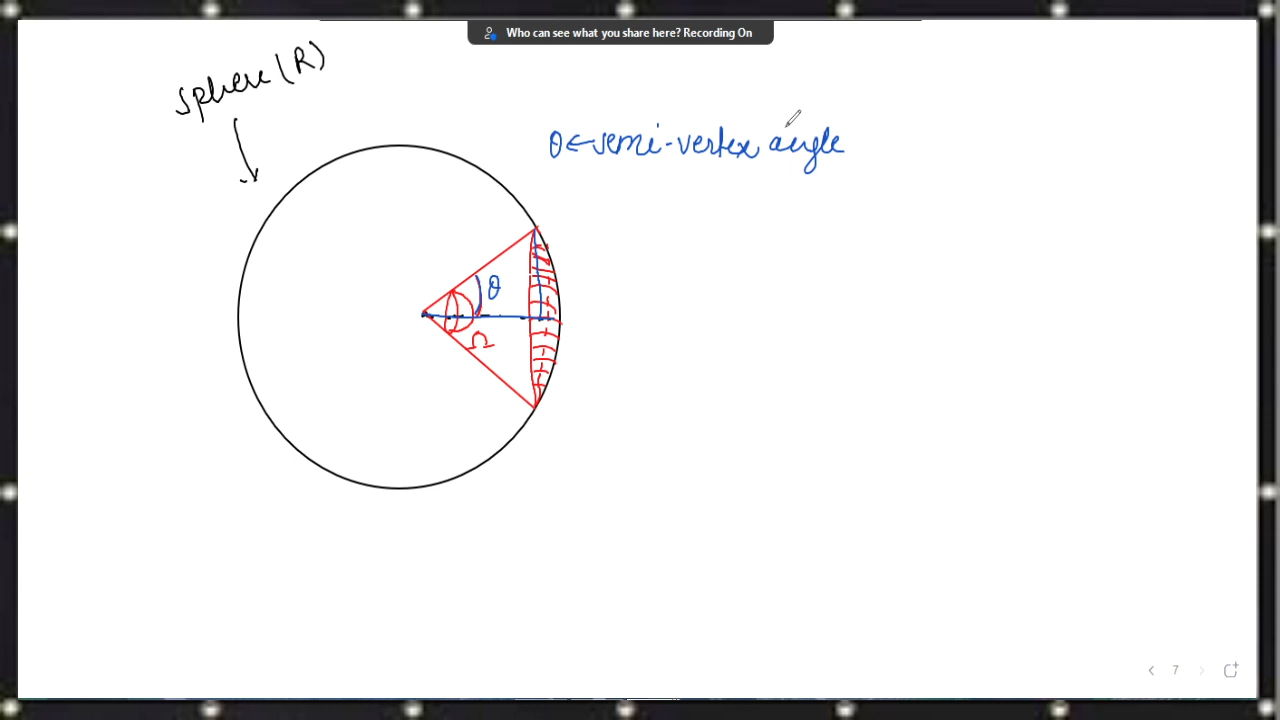 Who can see what you share here? Recording On
sphere (R)
θ ← semi-vertex angle
θ
Ω
7